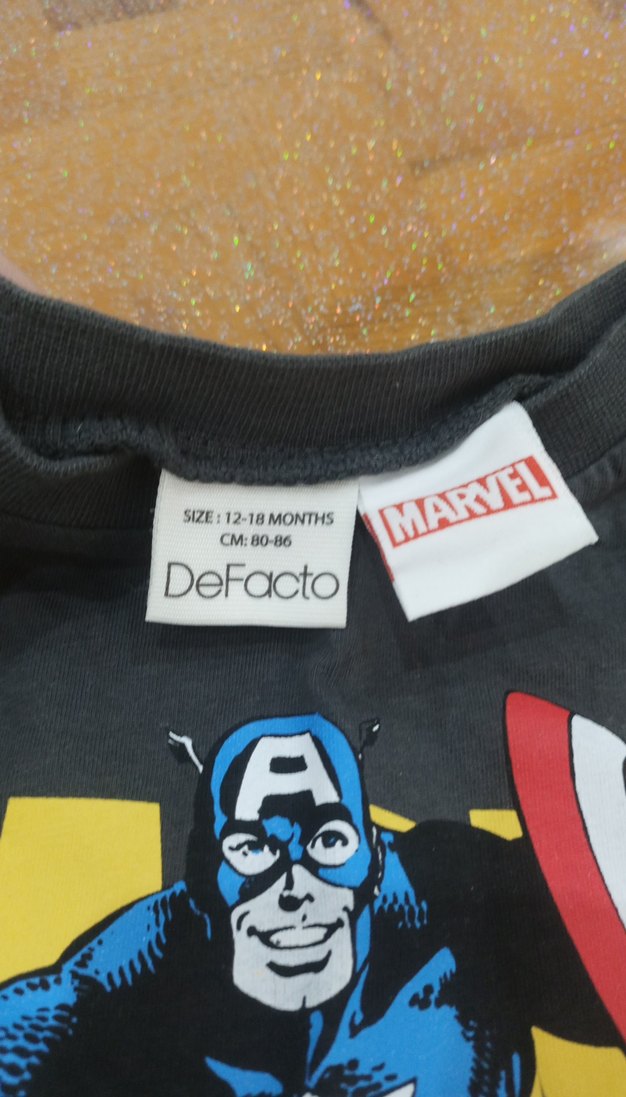 SIZE : 12-18 MONTHS
CM: 80-86
DeFacto
MARVEL
A